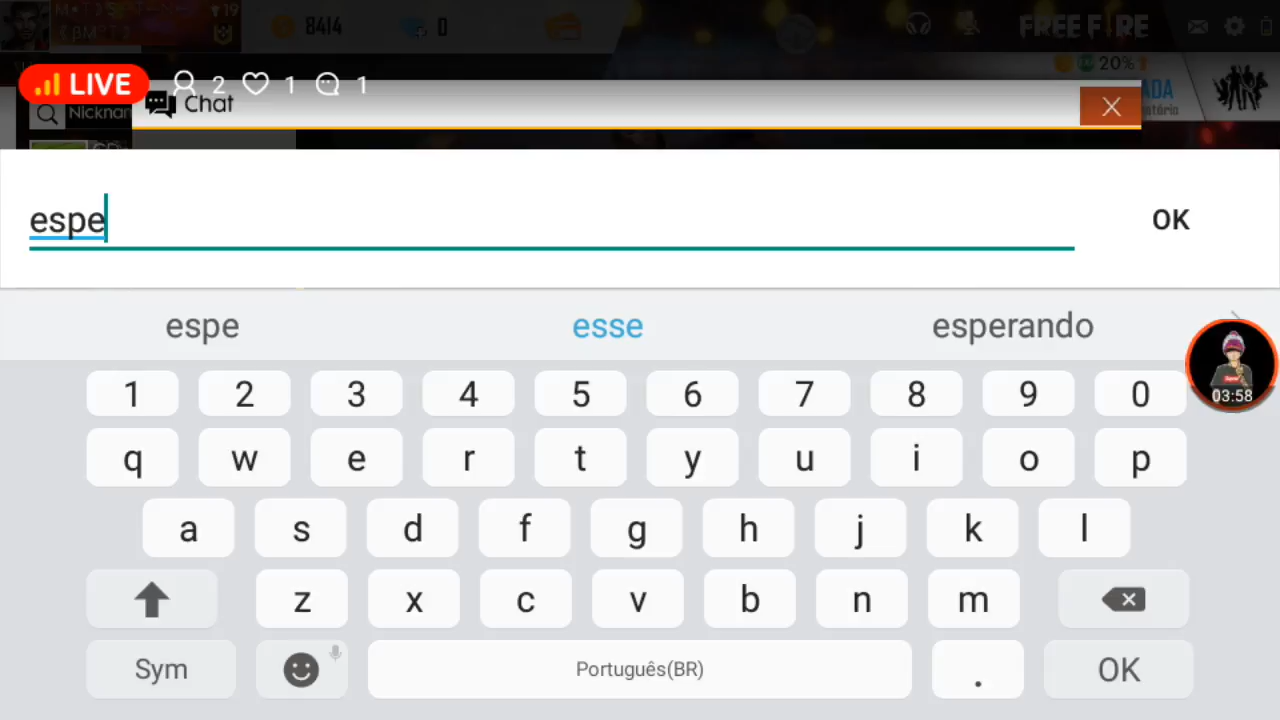 19
8414 0 FREE FIRE
20%
LIVE 2 1 1
Chat
espe
OK
espe esse esperando
03:58
1 2 3 4 5 6 7 8 9 0
q w e r t y u i o p
a s d f g h j k l
z x c v b n m
Sym Português(BR) . OK